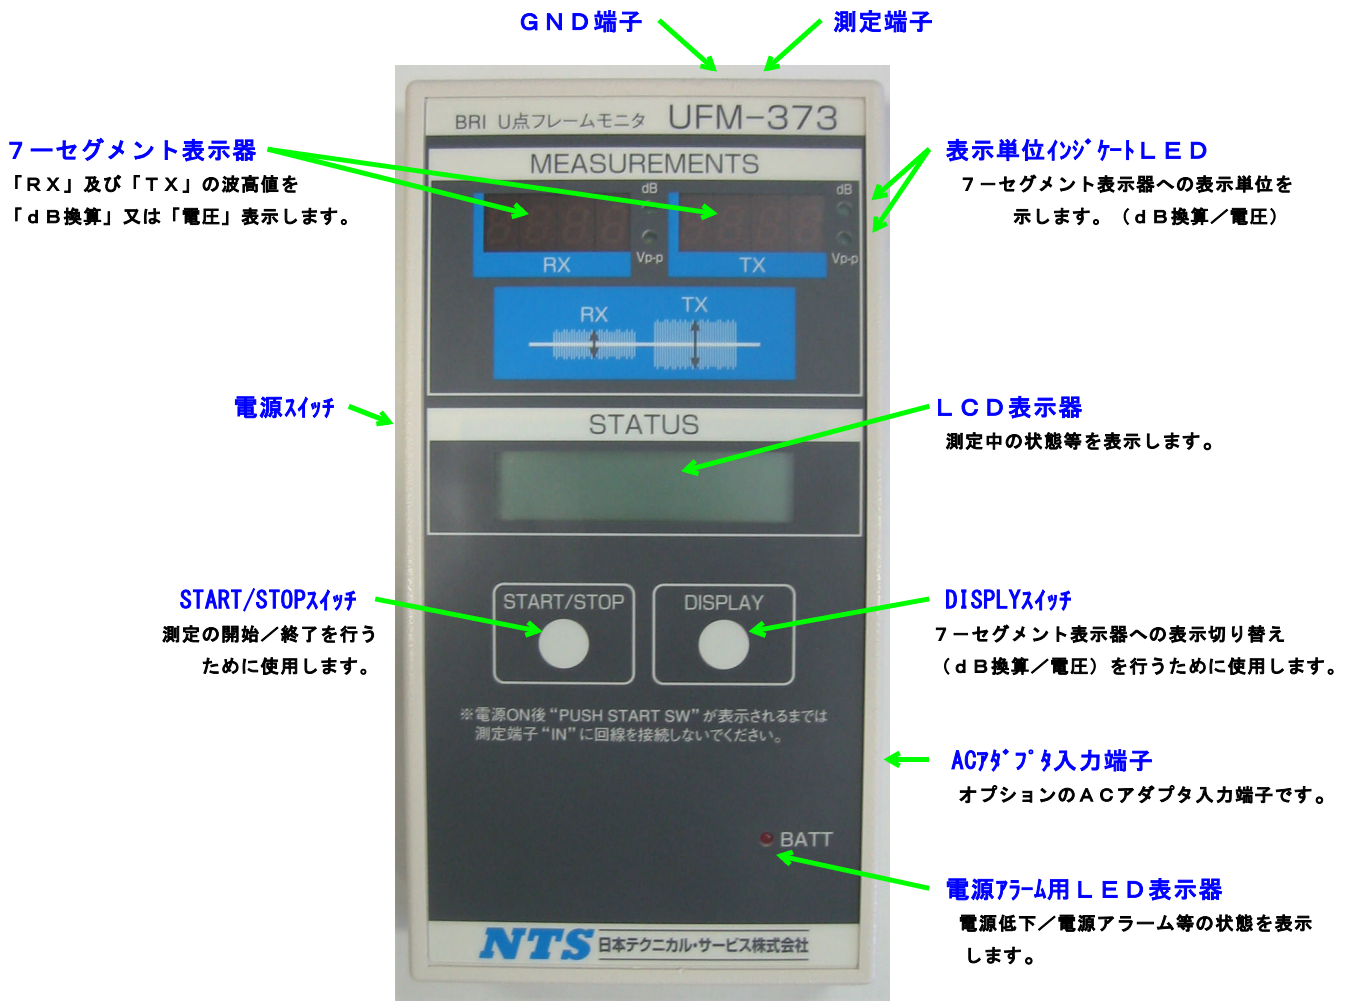 ＧＮＤ端子
測定端子
BRI U点フレームモニタ UFM-373
７－セグメント表示器
「ＲＸ」及び「ＴＸ」の波高値を
「ｄＢ換算」又は「電圧」表示します。
表示単位ｲﾝｼﾞｹｰﾄＬＥＤ
７－セグメント表示器への表示単位を
示します。（ｄＢ換算／電圧）
MEASUREMENTS
dB
dB
Vp-p
Vp-p
RX
TX
RX
TX
電源ｽｲｯﾁ
ＬＣＤ表示器
測定中の状態等を表示します。
STATUS
START/STOPｽｲｯﾁ
測定の開始／終了を行う
ために使用します。
START/STOP
DISPLAY
DISPLYｽｲｯﾁ
７－セグメント表示器への表示切り替え
（ｄＢ換算／電圧）を行うために使用します。
※電源ON後“PUSH START SW”が表示されるまでは
測定端子“IN”に回線を接続しないでください。
ACｱﾀﾞﾌﾟﾀ入力端子
オプションのＡＣアダプタ入力端子です。
BATT
電源ｱﾗｰﾑ用ＬＥＤ表示器
電源低下／電源アラーム等の状態を表示
します。
NTS 日本テクニカル・サービス株式会社